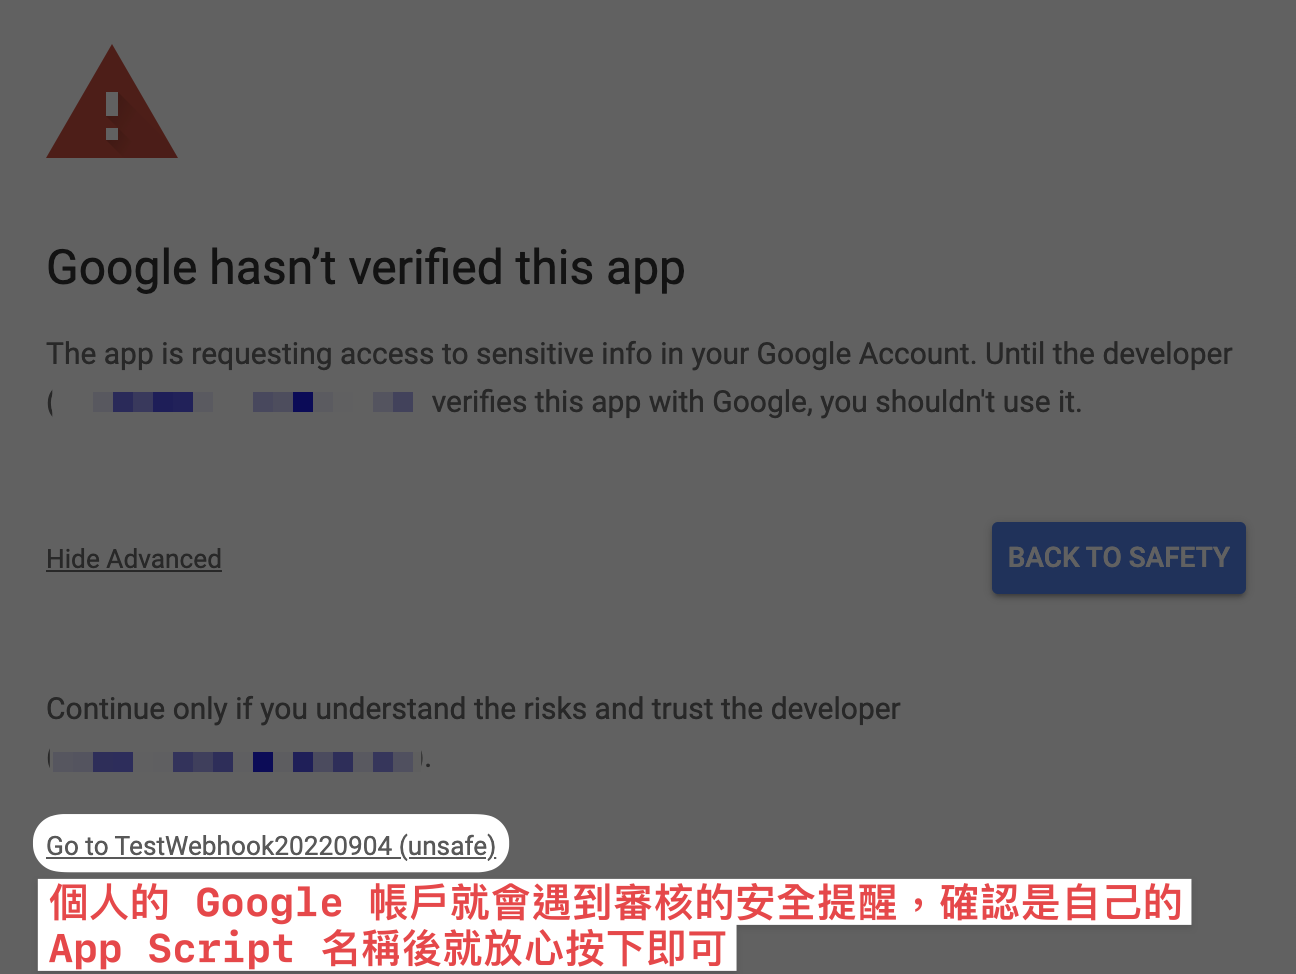 Google hasn't verified this app
The app is requesting access to sensitive info in your Google Account. Until the developer
( verifies this app with Google, you shouldn't use it.
Hide Advanced
BACK TO SAFETY
Continue only if you understand the risks and trust the developer
( ).
Go to TestWebhook20220904 (unsafe)
個人的 Google 帳戶就會遇到審核的安全提醒，確認是自己的
App Script 名稱後就放心按下即可